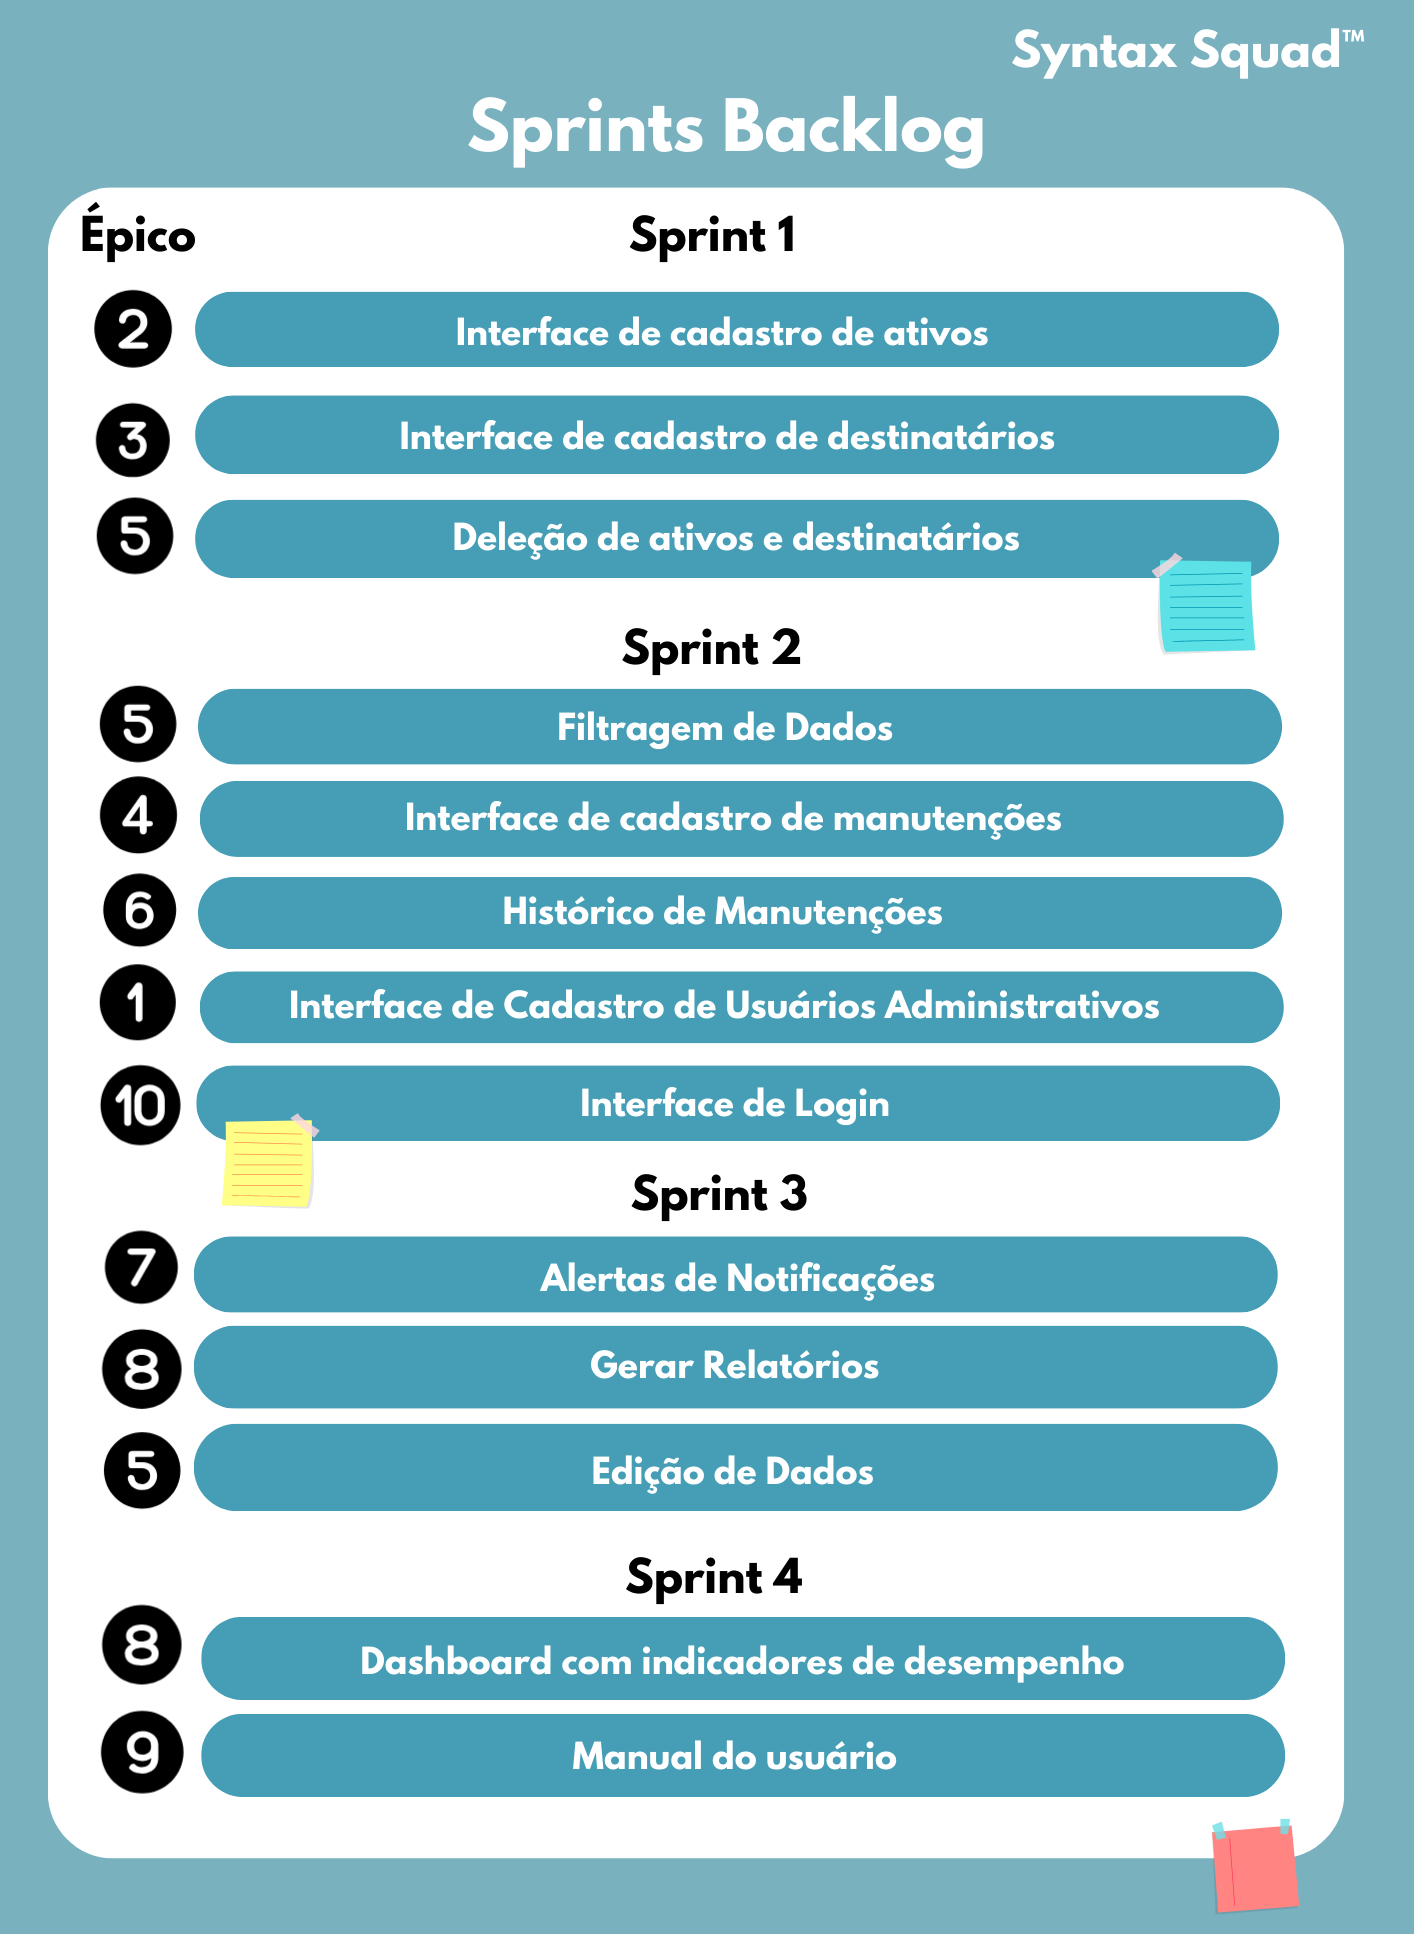 Syntax Squad™
Sprints Backlog
Épico
Sprint 1
2 Interface de cadastro de ativos
3 Interface de cadastro de destinatários
5 Deleção de ativos e destinatários
Sprint 2
5 Filtragem de Dados
4 Interface de cadastro de manutenções
6 Histórico de Manutenções
1 Interface de Cadastro de Usuários Administrativos
10 Interface de Login
Sprint 3
7 Alertas de Notificações
8 Gerar Relatórios
5 Edição de Dados
Sprint 4
8 Dashboard com indicadores de desempenho
9 Manual do usuário